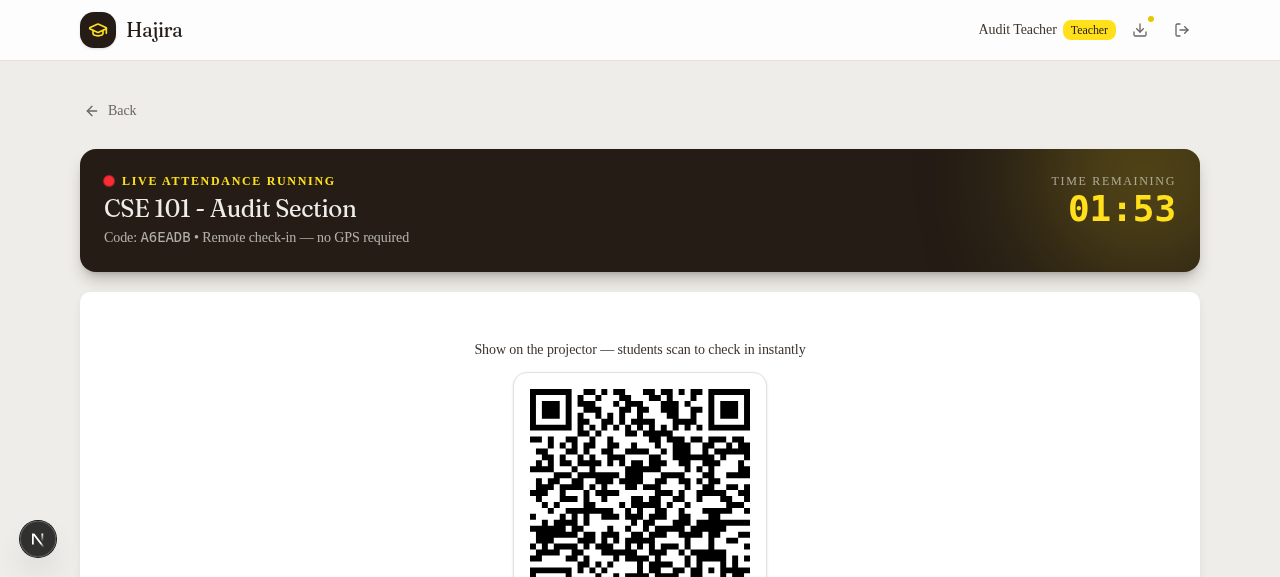 Hajira
Audit Teacher Teacher
Back
LIVE ATTENDANCE RUNNING
CSE 101 - Audit Section
Code: A6EADB • Remote check-in — no GPS required
TIME REMAINING
01:53
Show on the projector — students scan to check in instantly
N